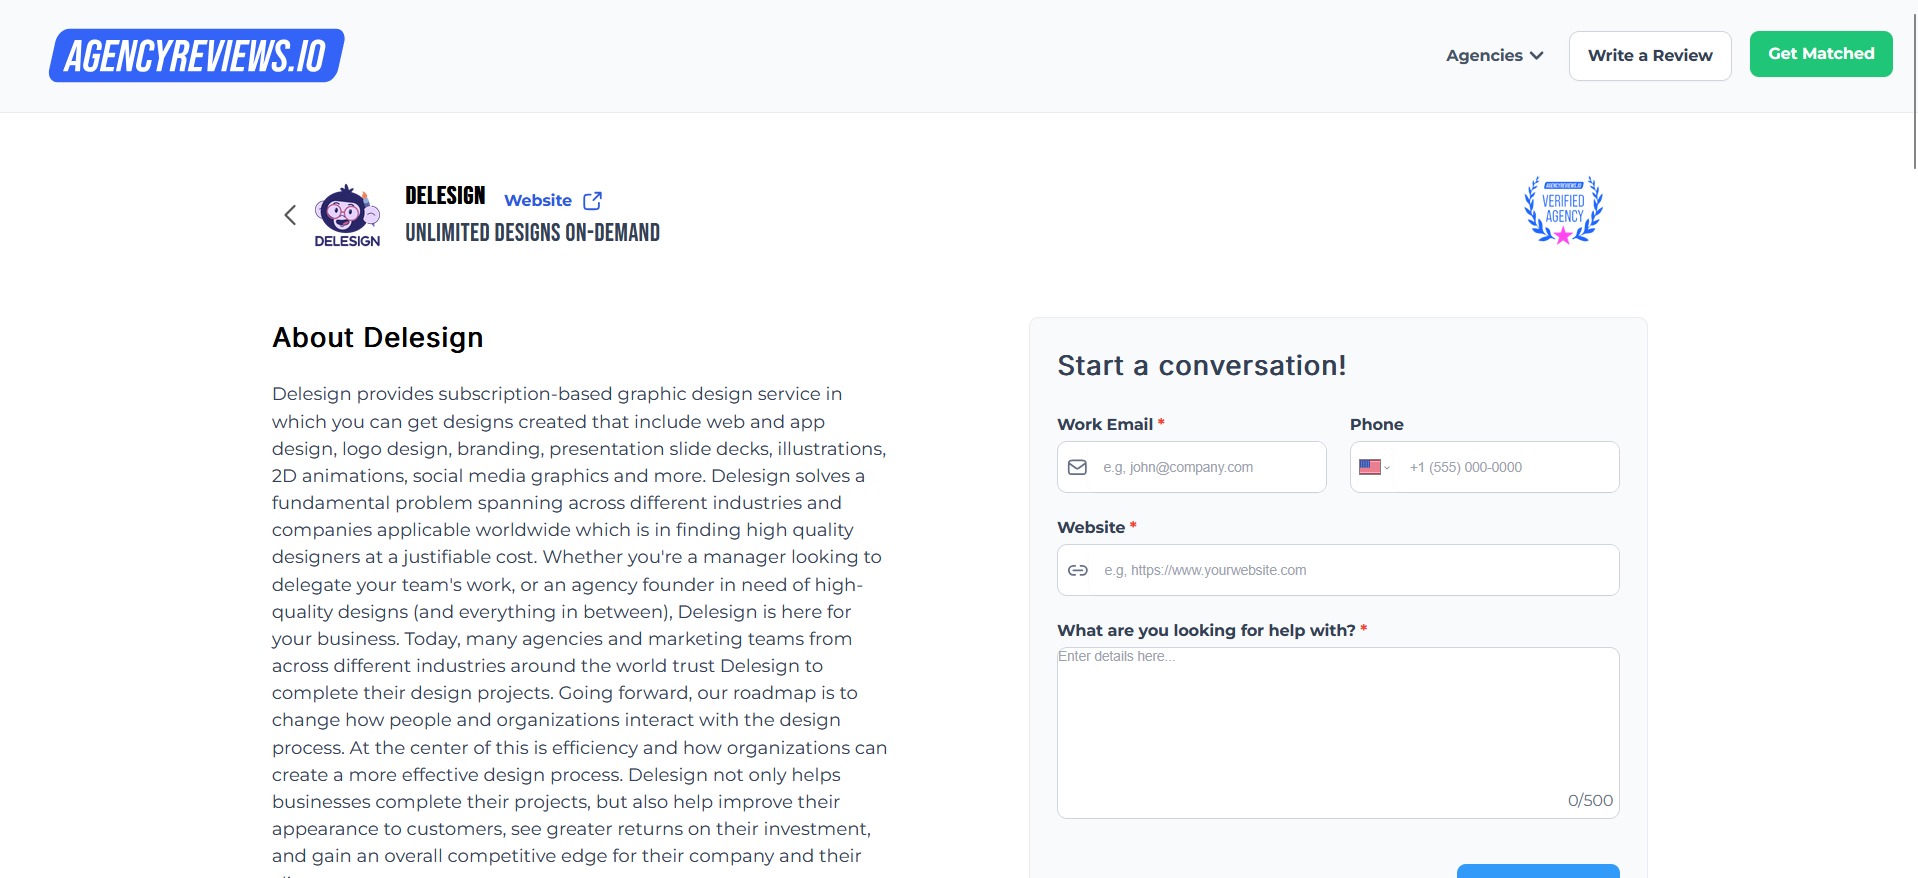 AGENCYREVIEWS.IO
Agencies
Write a Review
Get Matched
DELESIGN
DELESIGN
Website
UNLIMITED DESIGNS ON-DEMAND
AGENCYREVIEWS.IO
VERIFIED
AGENCY
About Delesign
Delesign provides subscription-based graphic design service in
which you can get designs created that include web and app
design, logo design, branding, presentation slide decks, illustrations,
2D animations, social media graphics and more. Delesign solves a
fundamental problem spanning across different industries and
companies applicable worldwide which is in finding high quality
designers at a justifiable cost. Whether you're a manager looking to
delegate your team's work, or an agency founder in need of high-
quality designs (and everything in between), Delesign is here for
your business. Today, many agencies and marketing teams from
across different industries around the world trust Delesign to
complete their design projects. Going forward, our roadmap is to
change how people and organizations interact with the design
process. At the center of this is efficiency and how organizations can
create a more effective design process. Delesign not only helps
businesses complete their projects, but also help improve their
appearance to customers, see greater returns on their investment,
and gain an overall competitive edge for their company and their
Start a conversation!
Work Email *
Phone
e.g, john@company.com
+1 (555) 000-0000
Website *
e.g, https://www.yourwebsite.com
What are you looking for help with? *
Enter details here...
0/500